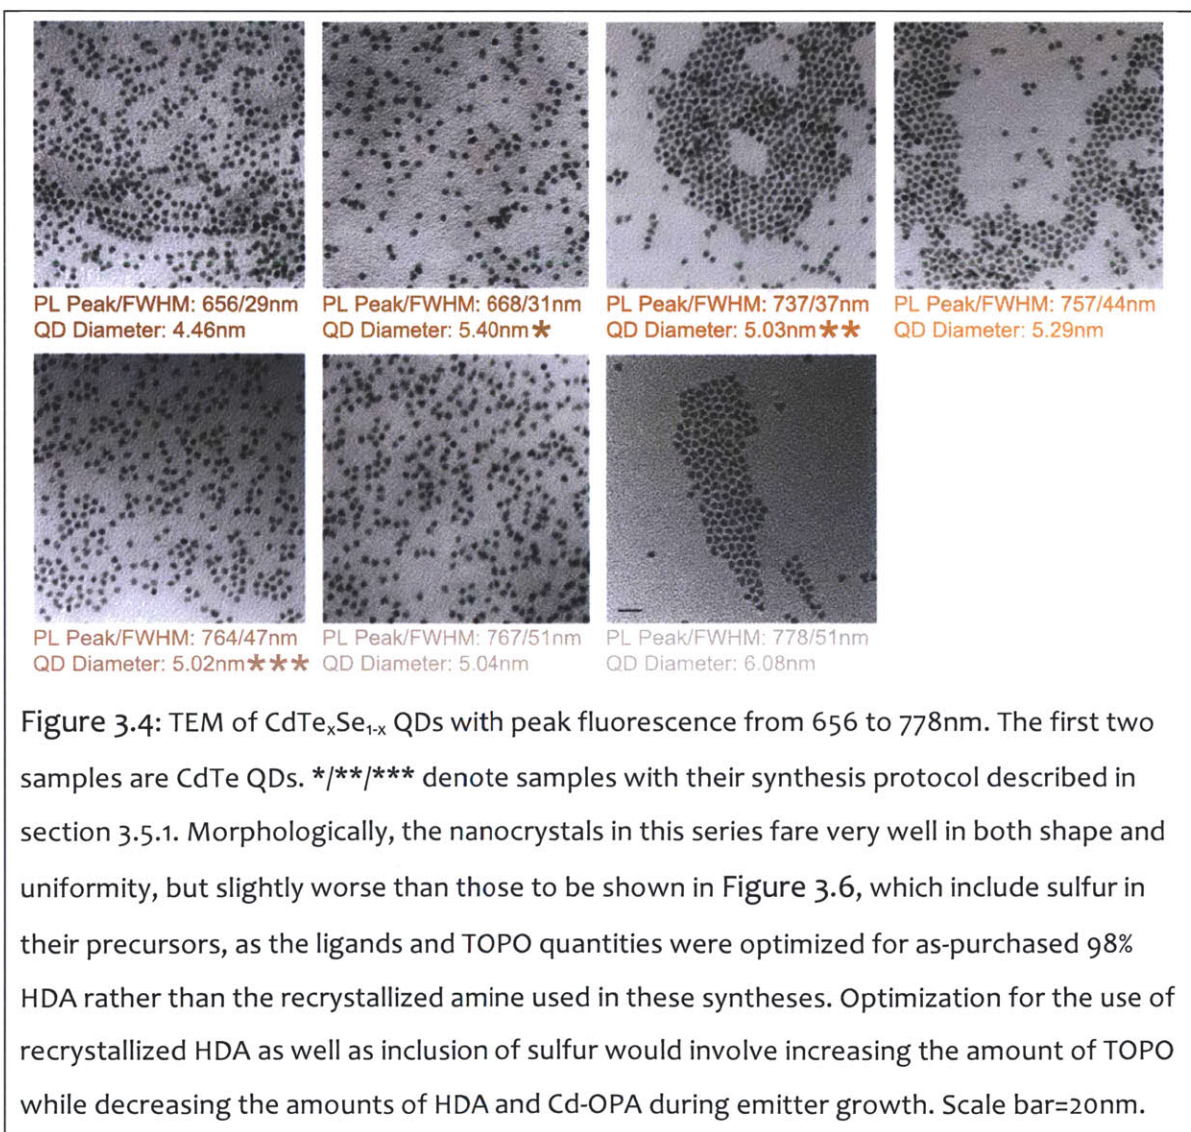 PL Peak/FWHM: 656/29nm
QD Diameter: 4.46nm
PL Peak/FWHM: 668/31nm
QD Diameter: 5.40nm*
PL Peak/FWHM: 737/37nm
QD Diameter: 5.03nm**
PL Peak/FWHM: 757/44nm
QD Diameter: 5.29nm
PL Peak/FWHM: 764/47nm
QD Diameter: 5.02nm***
PL Peak/FWHM: 767/51nm
QD Diameter: 5.04nm
PL Peak/FWHM: 778/51nm
QD Diameter: 6.08nm
Figure 3.4: TEM of CdTeₓSe₁₋ₓ QDs with peak fluorescence from 656 to 778nm. The first two
samples are CdTe QDs. */**/*** denote samples with their synthesis protocol described in
section 3.5.1. Morphologically, the nanocrystals in this series fare very well in both shape and
uniformity, but slightly worse than those to be shown in Figure 3.6, which include sulfur in
their precursors, as the ligands and TOPO quantities were optimized for as-purchased 98%
HDA rather than the recrystallized amine used in these syntheses. Optimization for the use of
recrystallized HDA as well as inclusion of sulfur would involve increasing the amount of TOPO
while decreasing the amounts of HDA and Cd-OPA during emitter growth. Scale bar=20nm.